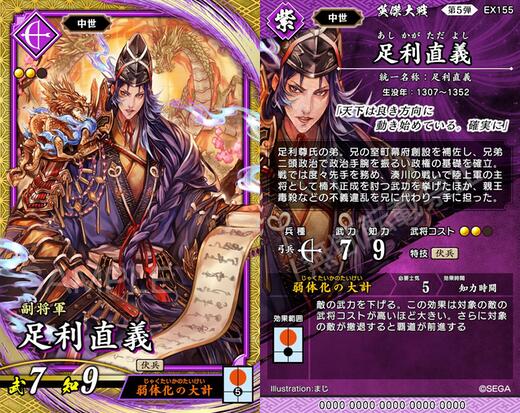 中世
副将軍
足利直義
伏兵
武7 知9
じゃくたいかのたいけい
弱体化の大計
5
紫
中世
英傑大戦
第5弾
EX155
あし かが ただ よし
足利直義
統一名称:足利直義
生没年:1307~1352
「天下は良き方向に
動き始めている。確実に」
足利尊氏の弟、兄の室町幕府創設を補佐し、兄弟
二頭政治で政治手腕を振るい政権の基礎を確立。
戦では度々先手を務め、湊川の戦いで陸上軍の主
将として楠木正成を討つ武功を挙げたほか、親王
毒殺などの不義違乱を兄に代わり一手に担った。
兵種 武力 知力 武将コスト
弓兵 7 9
特技 伏兵
じゃくたいかのたいけい 必要士気 効果時間
弱体化の大計 5 知力時間
効果範囲
敵の武力を下げる。この効果は対象の敵の
武将コストが高いほど大きい。さらに対象
の敵が撤退すると覇道が前進する
Illustration:まじ
©SEGA
0000 0000 0000 0000 0000